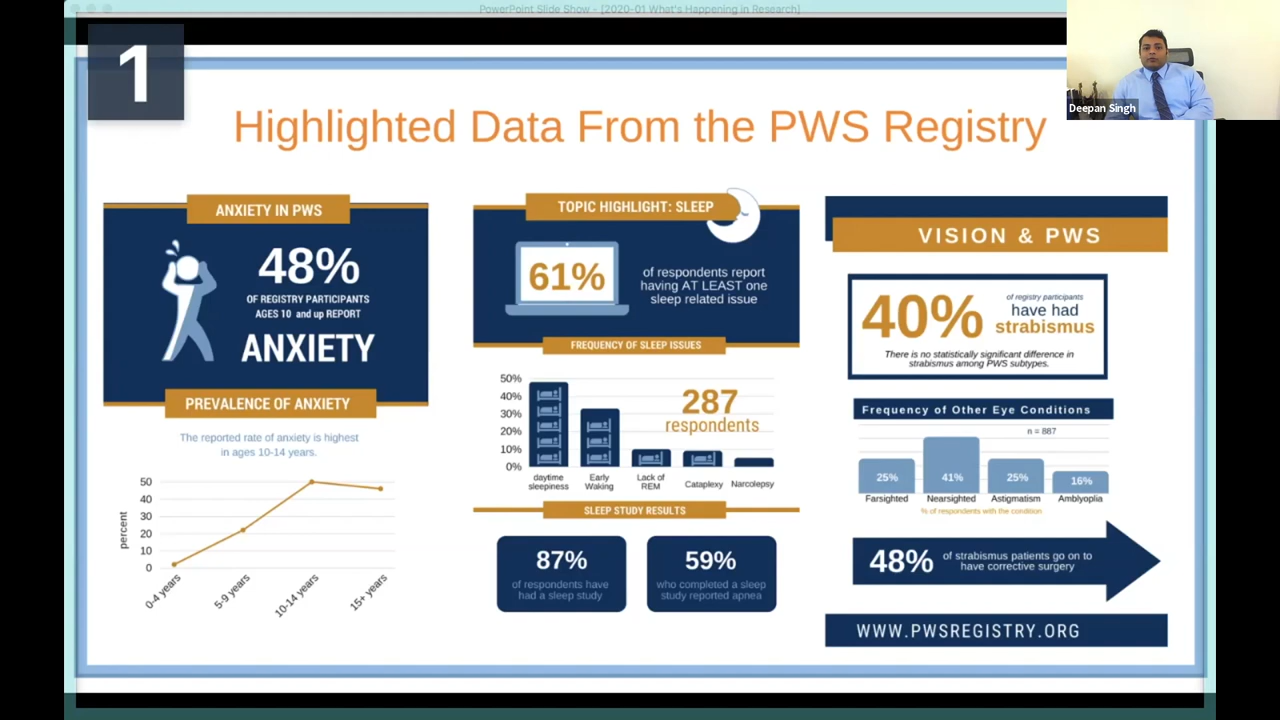 PowerPoint Slide Show - [2020-01 What's Happening in Research]
1
Deepan Singh
Highlighted Data From the PWS Registry
ANXIETY IN PWS
48%
OF REGISTRY PARTICIPANTS
AGES 10 and up REPORT
ANXIETY
PREVALENCE OF ANXIETY
The reported rate of anxiety is highest
in ages 10-14 years.
percent
50
40
30
20
10
0
0-4 years
5-9 years
10-14 years
15+ years
TOPIC HIGHLIGHT: SLEEP
61%
of respondents report
having AT LEAST one
sleep related issue
FREQUENCY OF SLEEP ISSUES
50%
40%
30%
20%
10%
0%
287
respondents
daytime
sleepiness
Early
Waking
Lack of
REM
Cataplexy
Narcolepsy
SLEEP STUDY RESULTS
87%
of respondents have
had a sleep study
59%
who completed a sleep
study reported apnea
VISION & PWS
40%
of registry participants
have had
strabismus
There is no statistically significant difference in
strabismus among PWS subtypes.
Frequency of Other Eye Conditions
n = 887
25%
41%
25%
16%
Farsighted
Nearsighted
Astigmatism
Amblyoplia
% of respondents with the condition
48%
of strabismus patients go on to
have corrective surgery
WWW.PWSREGISTRY.ORG